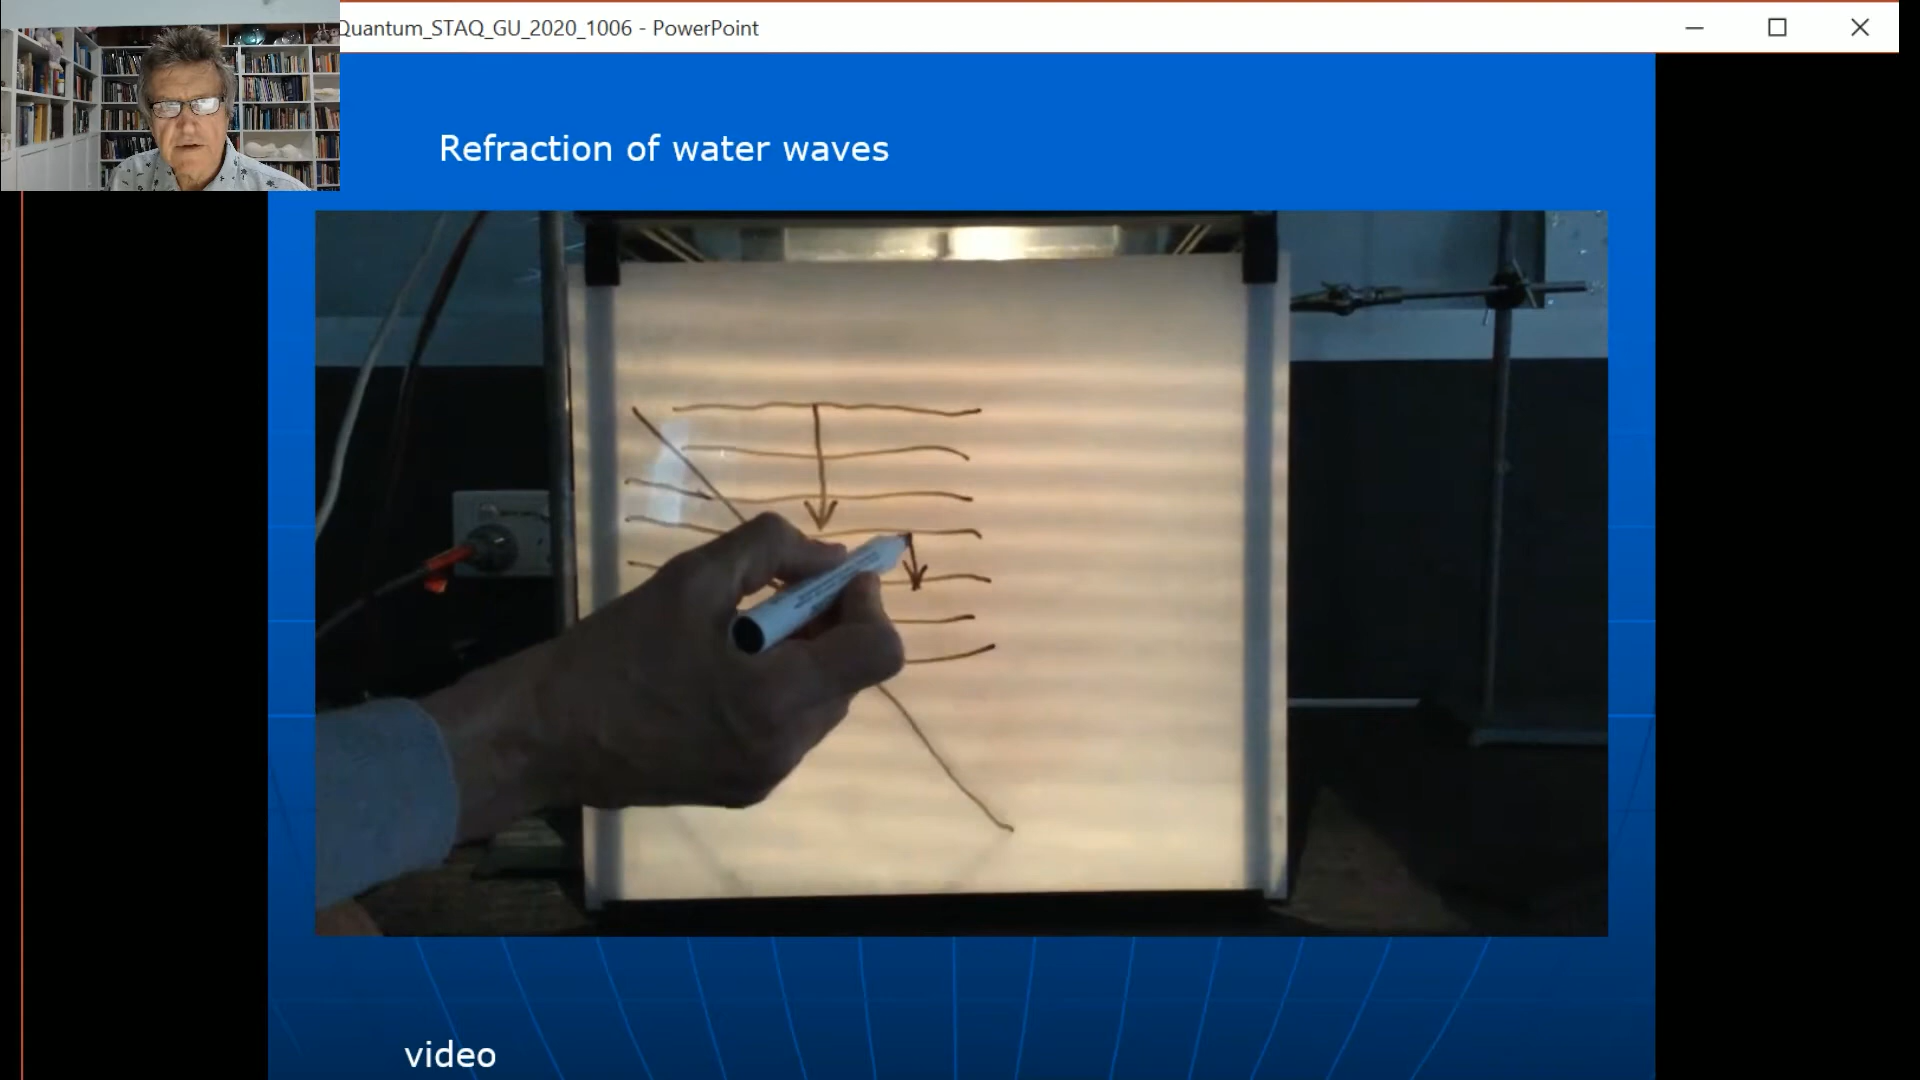 Quantum_STAQ_GU_2020_1006 - PowerPoint
Refraction of water waves
video